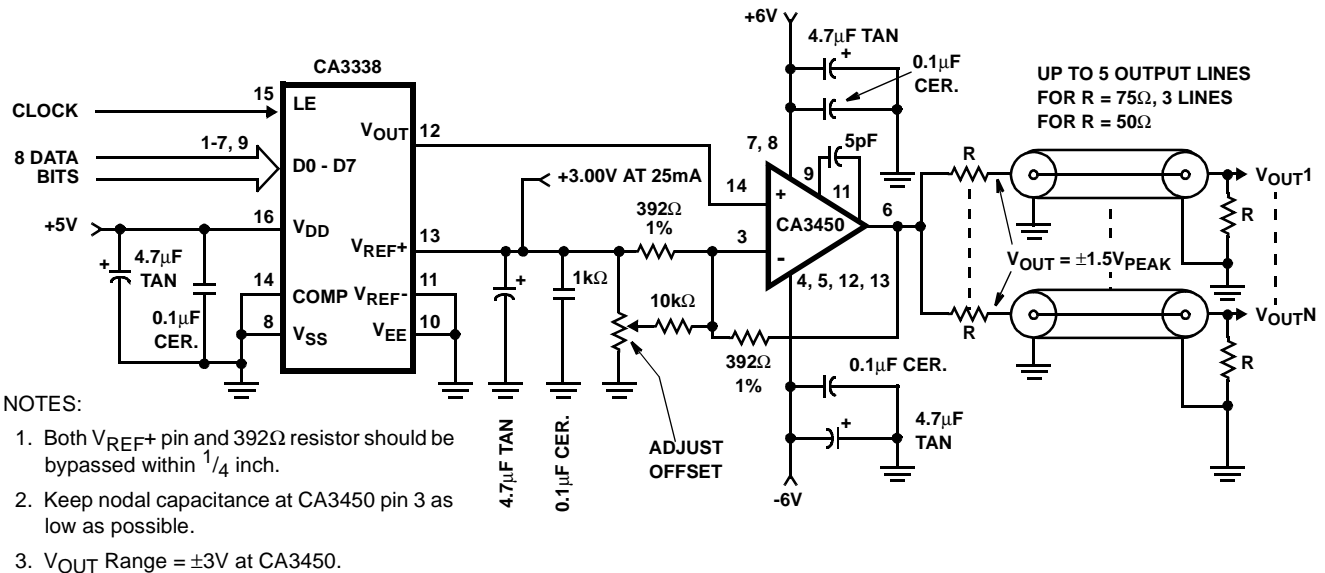 +6V
4.7μF TAN
+
0.1μF
CER.
CA3338
UP TO 5 OUTPUT LINES
FOR R = 75Ω, 3 LINES
FOR R = 50Ω
CLOCK
15
LE
VOUT
12
7, 8
5pF
8 DATA
BITS
1-7, 9
D0 - D7
+3.00V AT 25mA
14
+
9
11
CA3450
6
R
VOUT1
R
+5V
16
VDD
VREF+
13
392Ω
1%
3
-
4, 5, 12, 13
VOUT = ±1.5VPEAK
+
4.7μF
TAN
0.1μF
CER.
14
COMP
VREF-
11
8
VSS
VEE
10
+
1kΩ
10kΩ
392Ω
1%
R
VOUTN
R
4.7μF TAN
0.1μF CER.
ADJUST
OFFSET
0.1μF CER.
+
4.7μF
TAN
-6V
NOTES:
1. Both VREF+ pin and 392Ω resistor should be
bypassed within 1/4 inch.
2. Keep nodal capacitance at CA3450 pin 3 as
low as possible.
3. VOUT Range = ±3V at CA3450.